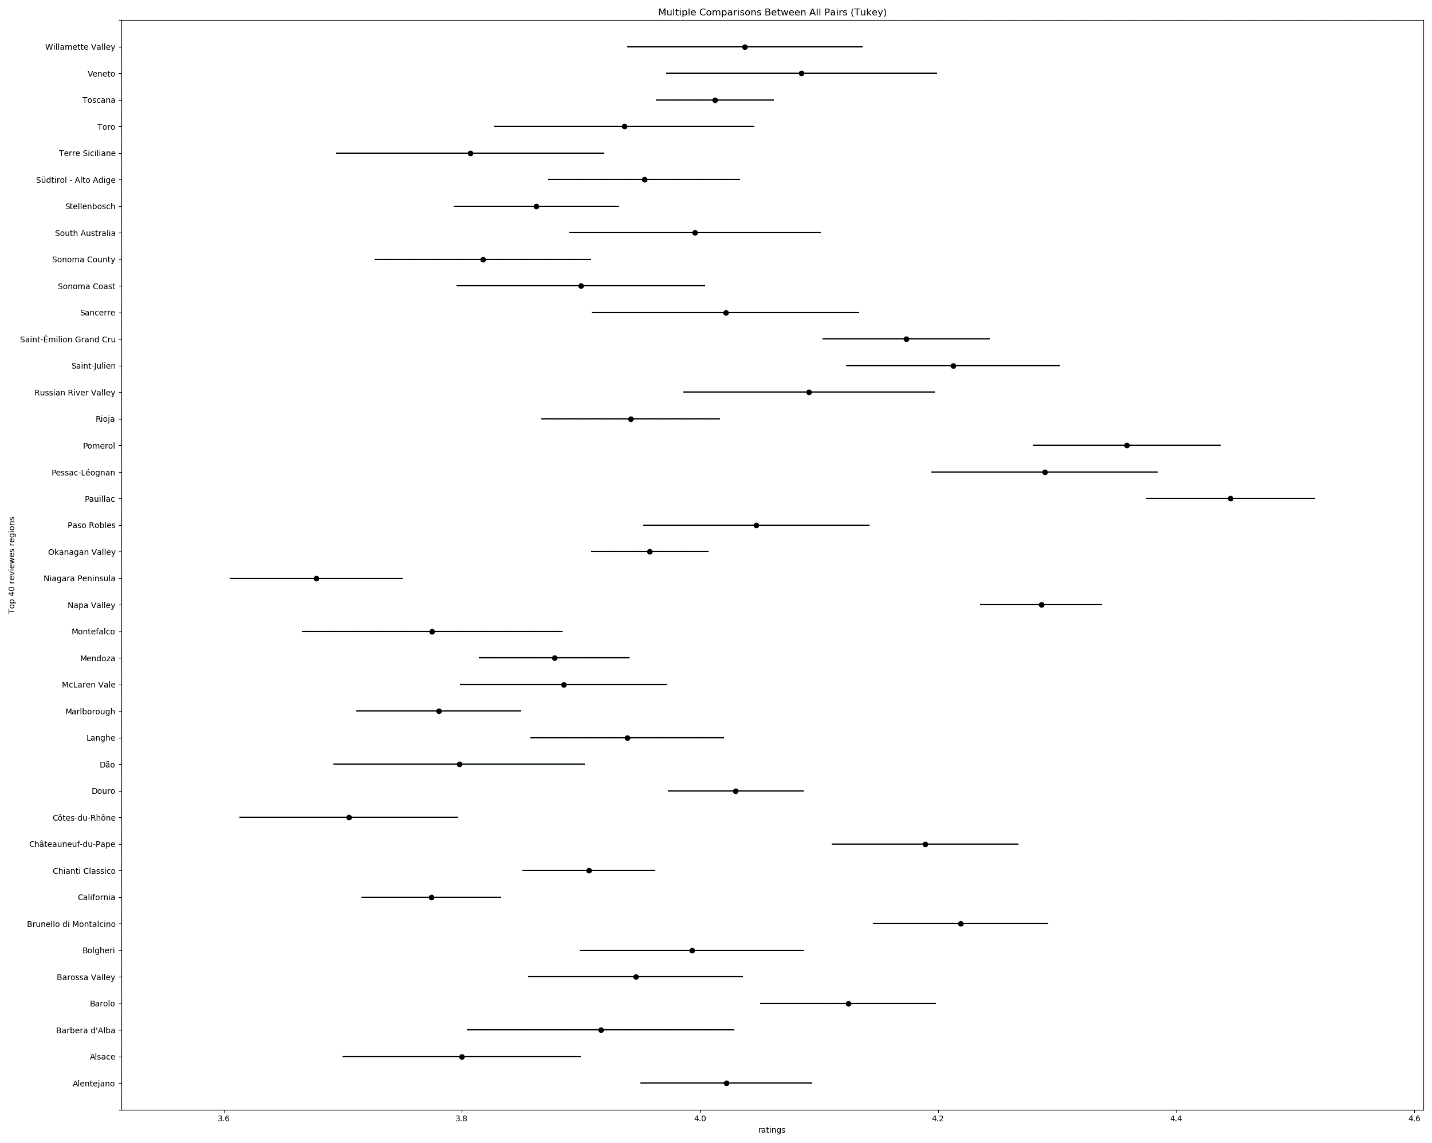 Multiple Comparisons Between All Pairs (Tukey)
Willamette Valley
Veneto
Toscana
Toro
Terre Siciliane
Südtirol - Alto Adige
Stellenbosch
South Australia
Sonoma County
Sonoma Coast
Sancerre
Saint-Émilion Grand Cru
Saint-Julien
Russian River Valley
Rioja
Pomerol
Pessac-Léognan
Pauillac
Paso Robles
Okanagan Valley
Niagara Peninsula
Napa Valley
Montefalco
Mendoza
McLaren Vale
Marlborough
Langhe
Dão
Douro
Côtes-du-Rhône
Châteauneuf-du-Pape
Chianti Classico
California
Brunello di Montalcino
Bolgheri
Barossa Valley
Barolo
Barbera d'Alba
Alsace
Alentejano
Top 40 reviewes regions
3.6 3.8 4.0 4.2 4.4 4.6
ratings